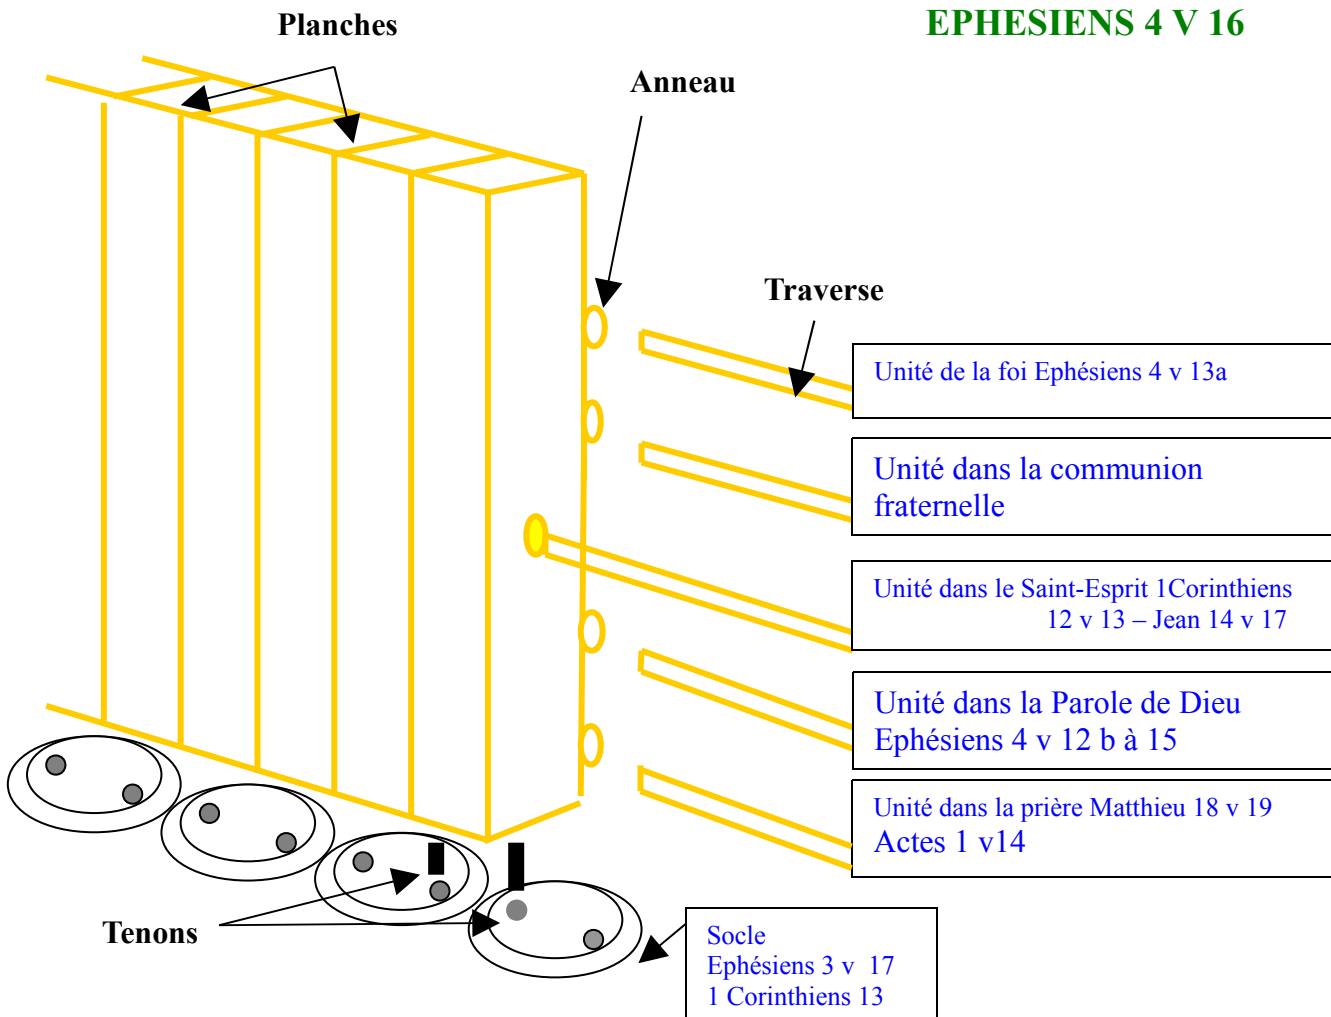 EPHESIENS 4 V 16
Planches
Anneau
Traverse
Unité de la foi Ephésiens 4 v 13a
Unité dans la communion
fraternelle
Unité dans le Saint-Esprit 1Corinthiens
12 v 13 – Jean 14 v 17
Unité dans la Parole de Dieu
Ephésiens 4 v 12 b à 15
Unité dans la prière Matthieu 18 v 19
Actes 1 v14
Tenons
Socle
Ephésiens 3 v 17
1 Corinthiens 13